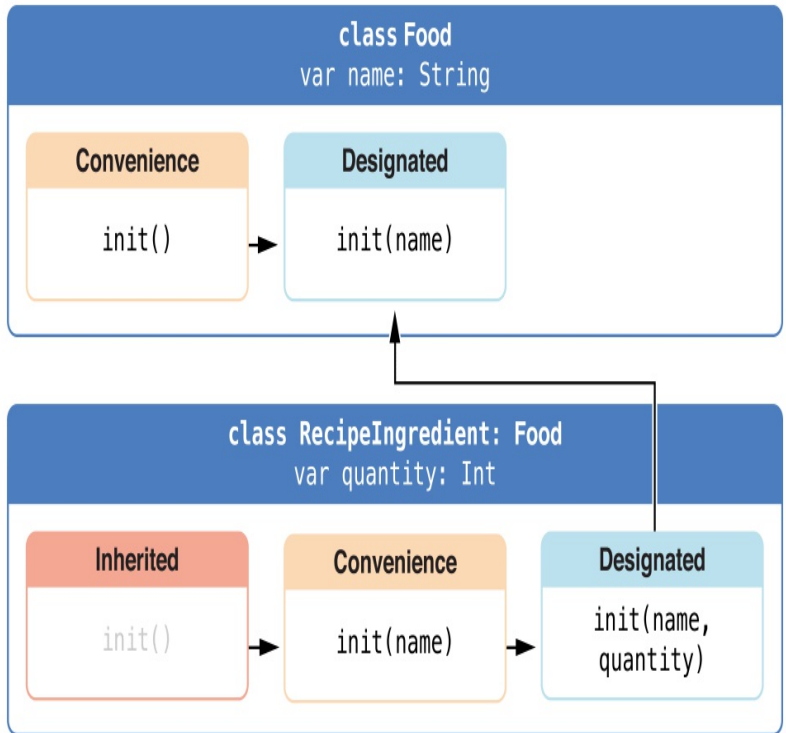 class Food
var name: String
Convenience
Designated
init()
init(name)
class RecipeIngredient: Food
var quantity: Int
Inherited
Convenience
Designated
init()
init(name)
init(name,
quantity)